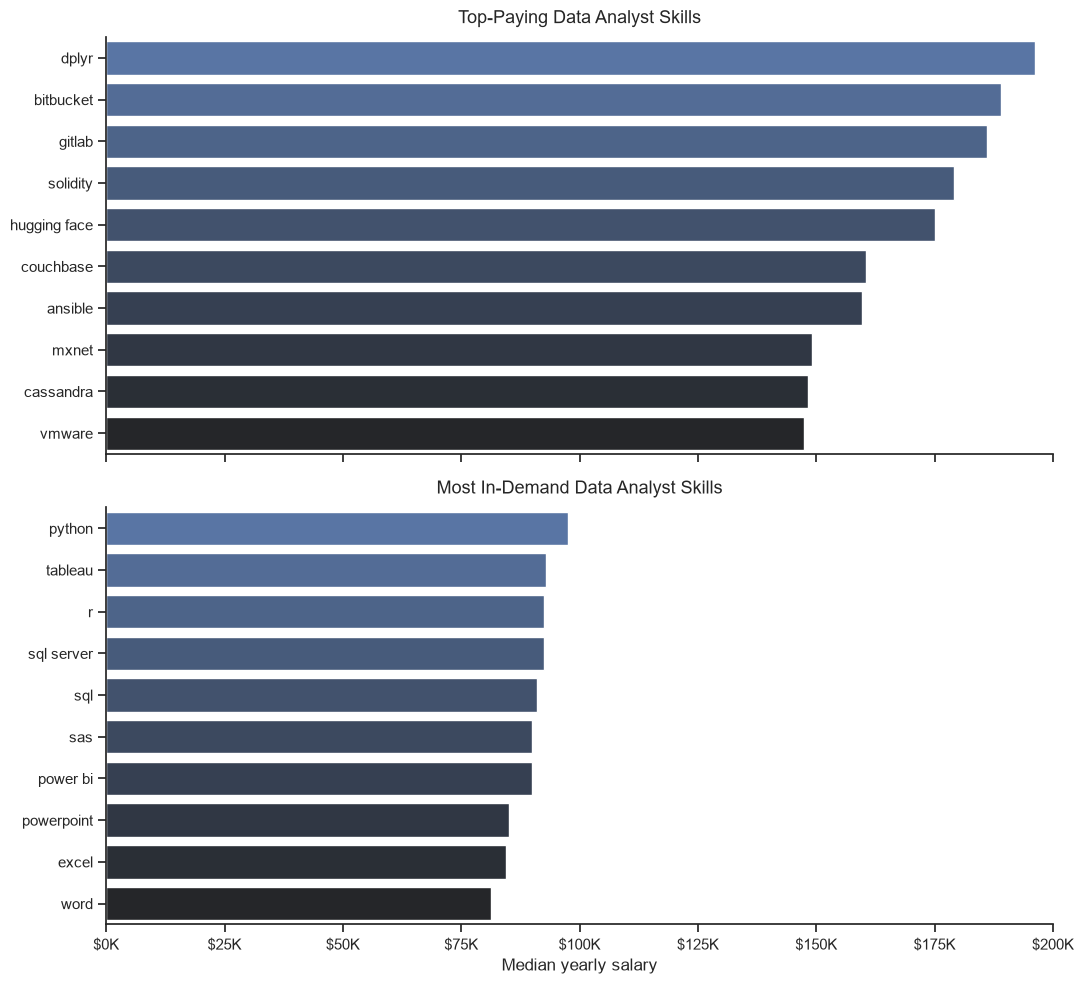 Top-Paying Data Analyst Skills
dplyr
bitbucket
gitlab
solidity
hugging face
couchbase
ansible
mxnet
cassandra
vmware
Most In-Demand Data Analyst Skills
python
tableau
r
sql server
sql
sas
power bi
powerpoint
excel
word
$0K $25K $50K $75K $100K $125K $150K $175K $200K
Median yearly salary